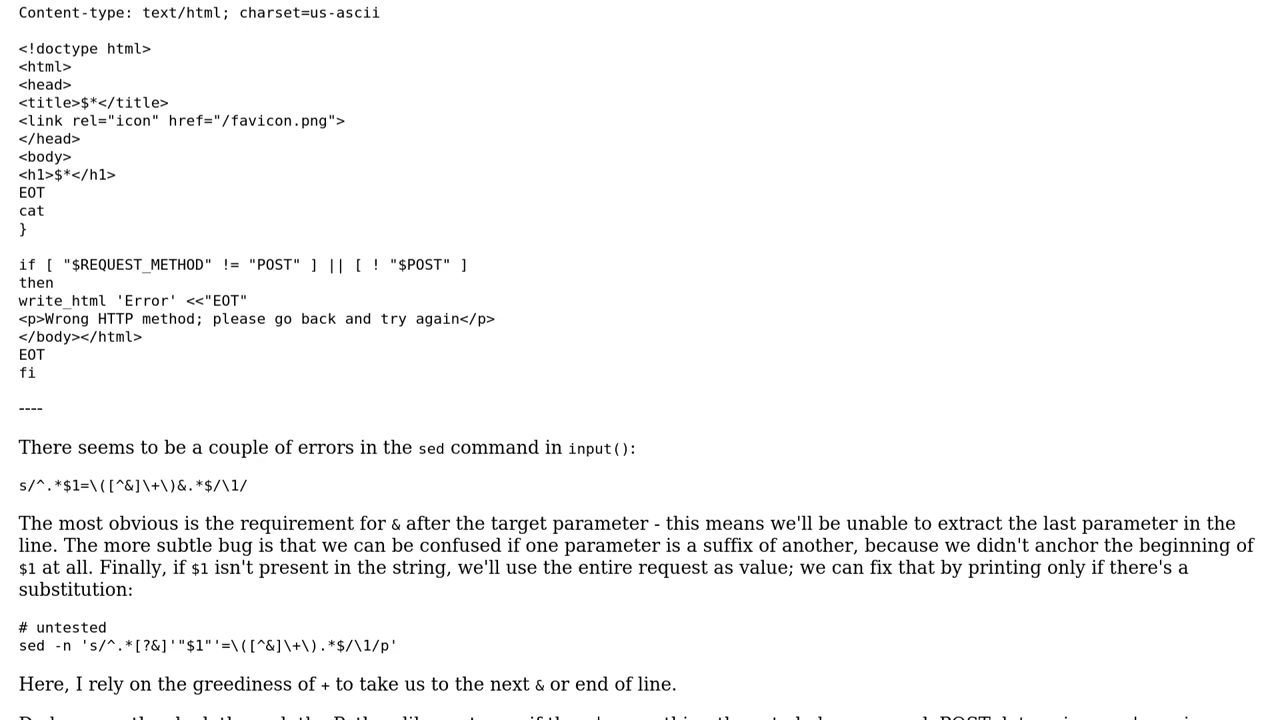 Content-type: text/html; charset=us-ascii
<!doctype html>
<html>
<head>
<title>$*</title>
<link rel="icon" href="/favicon.png">
</head>
<body>
<h1>$*</h1>
EOT
cat
}
if [ "$REQUEST_METHOD" != "POST" ] || [ ! "$POST" ]
then
write_html 'Error' <<"EOT"
<p>Wrong HTTP method; please go back and try again</p>
</body></html>
EOT
fi
----
There seems to be a couple of errors in the sed command in input():
s/^.*$1=\([^&]\+\)&.*$/\1/
The most obvious is the requirement for & after the target parameter - this means we'll be unable to extract the last parameter in the
line. The more subtle bug is that we can be confused if one parameter is a suffix of another, because we didn't anchor the beginning of
$1 at all. Finally, if $1 isn't present in the string, we'll use the entire request as value; we can fix that by printing only if there's a
substitution:
# untested
sed -n 's/^.*[?&]'"$1"'=\([^&]\+\).*$/\1/p'
Here, I rely on the greediness of + to take us to the next & or end of line.